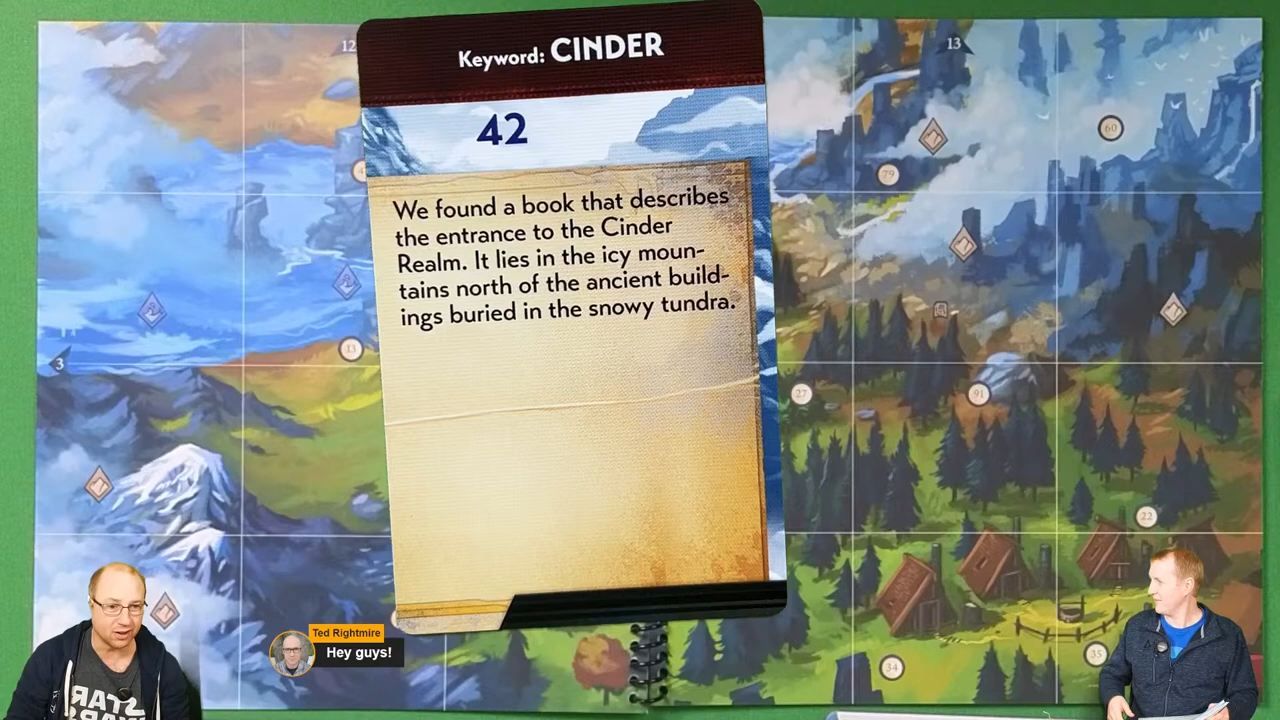 Keyword: CINDER
42
We found a book that describes
the entrance to the Cinder
Realm. It lies in the icy moun-
tains north of the ancient build-
ings buried in the snowy tundra.
12
13
60
79
3
13
27
91
22
34
35
Ted Rightmire
Hey guys!
STAR
WARS